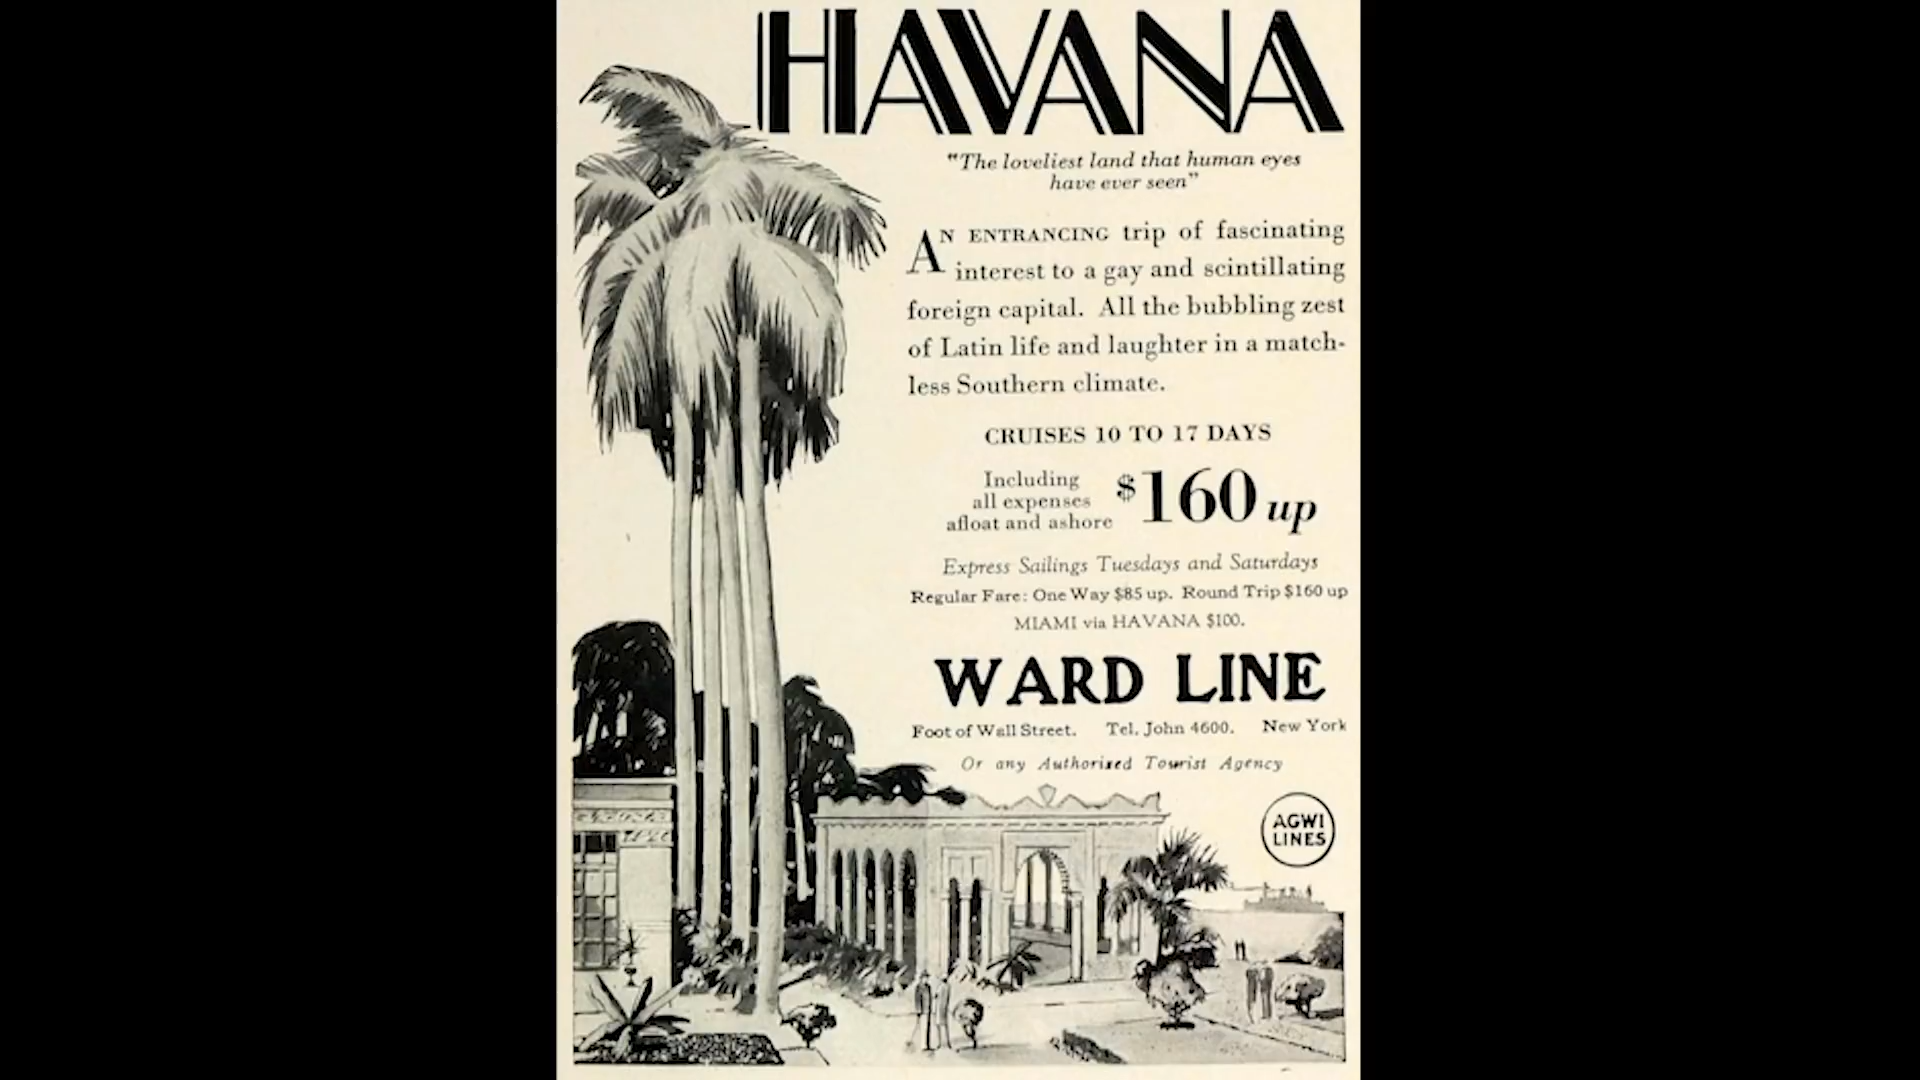 HAVANA
"The loveliest land that human eyes
have ever seen"
AN ENTRANCING trip of fascinating
interest to a gay and scintillating
foreign capital. All the bubbling zest
of Latin life and laughter in a match-
less Southern climate.
CRUISES 10 TO 17 DAYS
Including
all expenses
afloat and ashore
$160 up
Express Sailings Tuesdays and Saturdays
Regular Fare: One Way $85 up. Round Trip $160 up
MIAMI via HAVANA $100.
WARD LINE
Foot of Wall Street. Tel. John 4600. New York
Or any Authorized Tourist Agency
AGWI
LINES